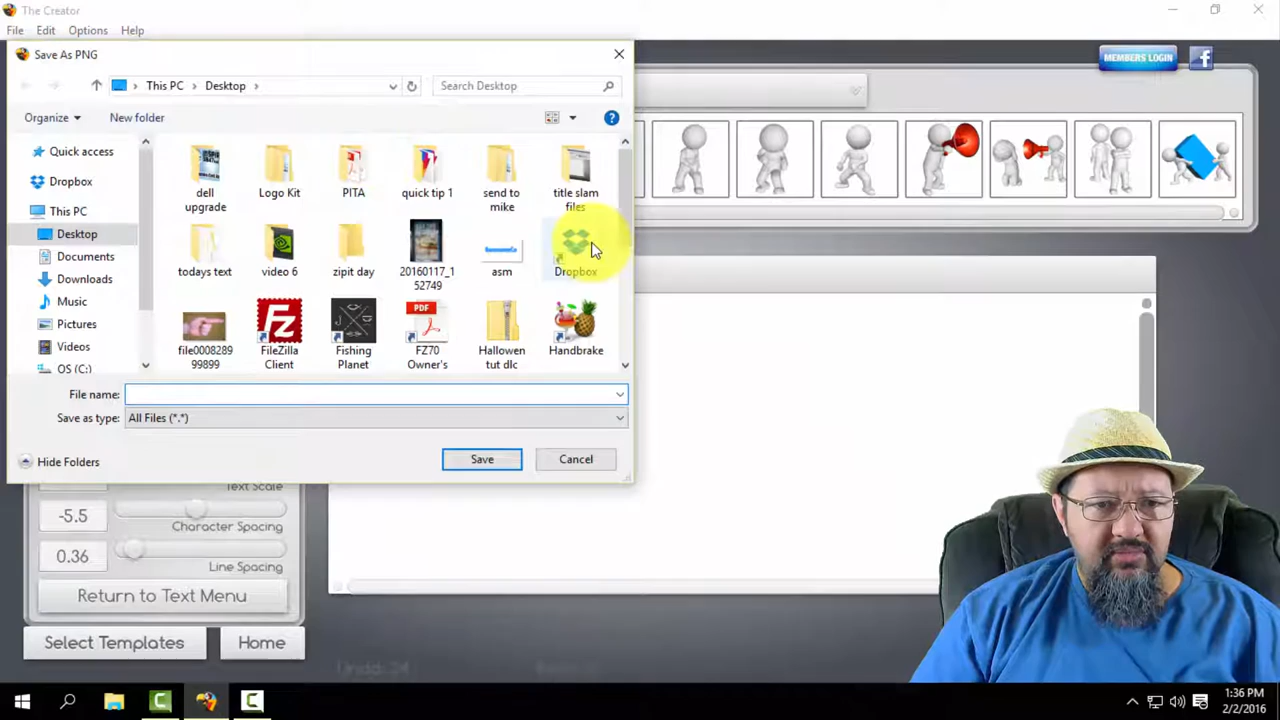 The Creator
File Edit Options Help
Save As PNG
This PC Desktop
Search Desktop
Organize New folder
MEMBERS LOGIN
Quick access
Dropbox
This PC
Desktop
Documents
Downloads
Music
Pictures
Videos
OS (C:)
dell upgrade
Logo Kit
PITA
quick tip 1
send to mike
title slam files
todays text
video 6
zipit day
20160117_1
52749
asm
Dropbox
file0008289
99899
FileZilla Client
Fishing Planet
PDF
FZ70 Owner's
Hallowen tut dlc
Handbrake
File name:
Save as type: All Files (*.*)
Hide Folders
Save Cancel
Text Scale
-5.5
Character Spacing
0.36
Line Spacing
Return to Text Menu
Select Templates Home
1:36 PM
2/2/2016